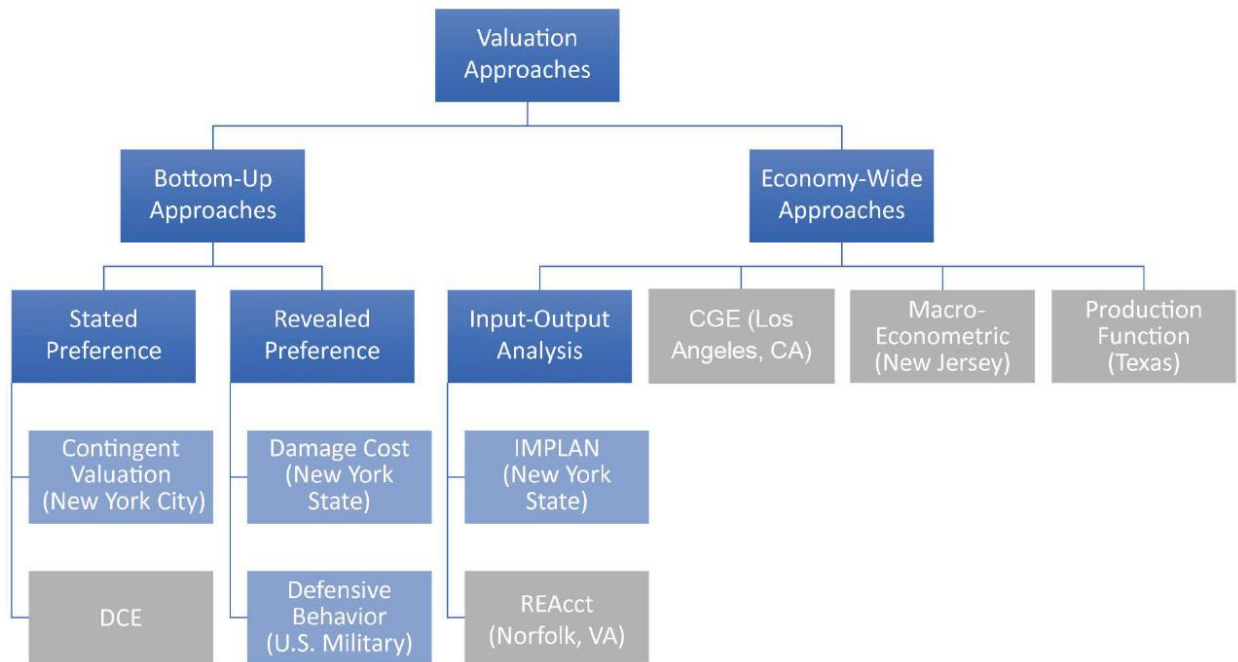 Valuation
Approaches
Bottom-Up
Approaches
Economy-Wide
Approaches
Stated
Preference
Revealed
Preference
Input-Output
Analysis
CGE (Los
Angeles, CA)
Macro-
Econometric
(New Jersey)
Production
Function
(Texas)
Contingent
Valuation
(New York City)
Damage Cost
(New York
State)
IMPLAN
(New York
State)
DCE
Defensive
Behavior
(U.S. Military)
REAcct
(Norfolk, VA)